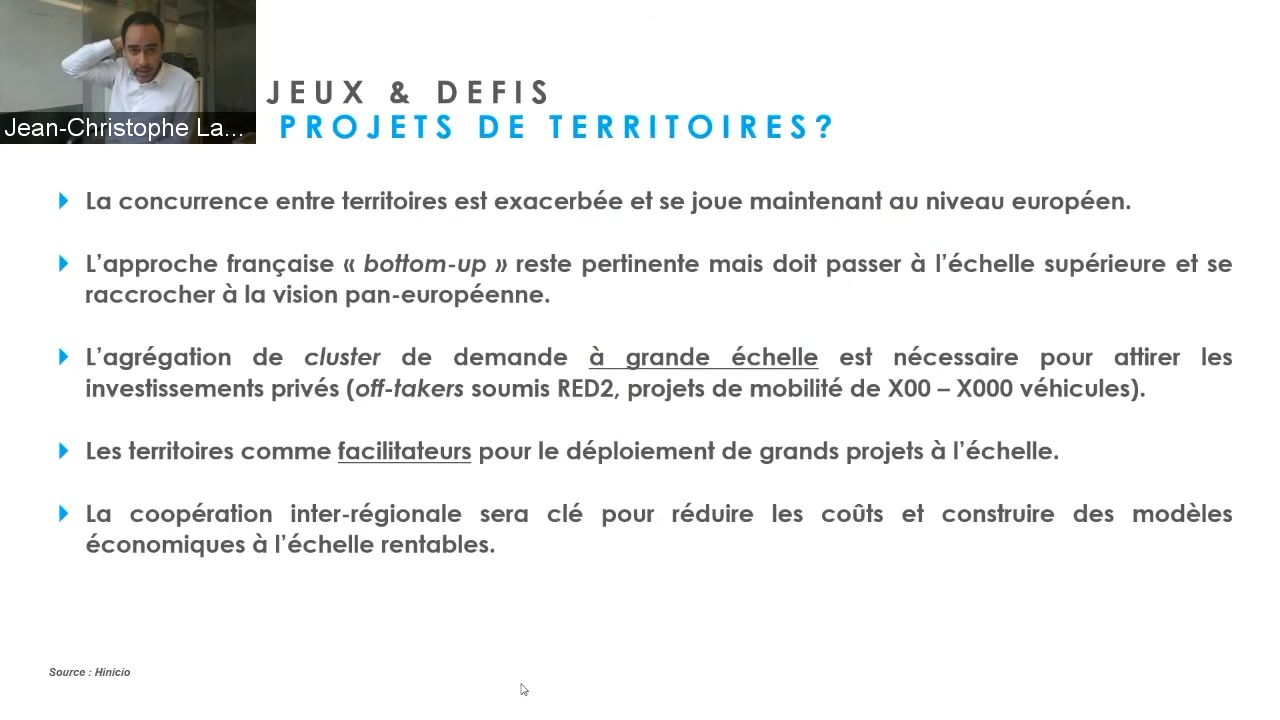 JEUX & DEFIS
PROJETS DE TERRITOIRES?
Jean-Christophe La...
La concurrence entre territoires est exacerbée et se joue maintenant au niveau européen.
L’approche française « bottom-up » reste pertinente mais doit passer à l’échelle supérieure et se
raccrocher à la vision pan-européenne.
L’agrégation de cluster de demande à grande échelle est nécessaire pour attirer les
investissements privés (off-takers soumis RED2, projets de mobilité de X00 – X000 véhicules).
Les territoires comme facilitateurs pour le déploiement de grands projets à l’échelle.
La coopération inter-régionale sera clé pour réduire les coûts et construire des modèles
économiques à l’échelle rentables.
Source : Hinicio